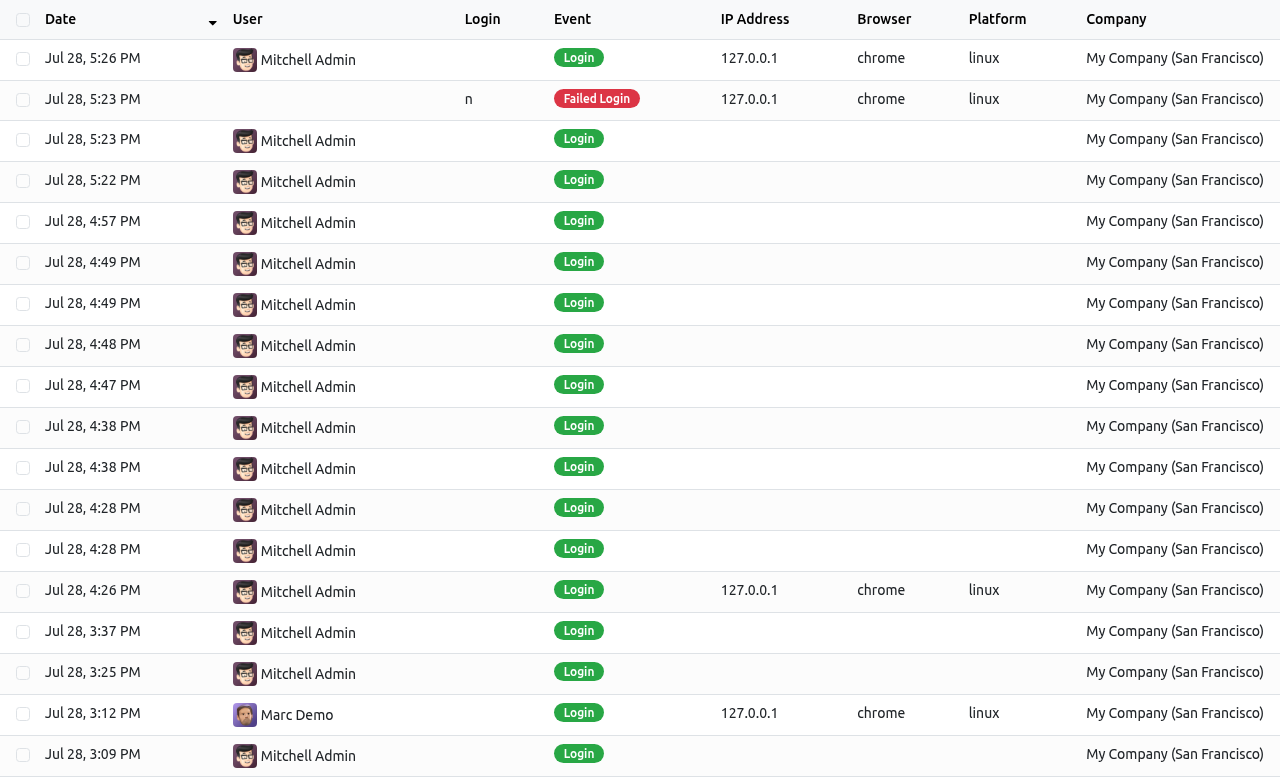 Date User Login Event IP Address Browser Platform Company
Jul 28, 5:26 PM Mitchell Admin Login 127.0.0.1 chrome linux My Company (San Francisco)
Jul 28, 5:23 PM n Failed Login 127.0.0.1 chrome linux My Company (San Francisco)
Jul 28, 5:23 PM Mitchell Admin Login My Company (San Francisco)
Jul 28, 5:22 PM Mitchell Admin Login My Company (San Francisco)
Jul 28, 4:57 PM Mitchell Admin Login My Company (San Francisco)
Jul 28, 4:49 PM Mitchell Admin Login My Company (San Francisco)
Jul 28, 4:49 PM Mitchell Admin Login My Company (San Francisco)
Jul 28, 4:48 PM Mitchell Admin Login My Company (San Francisco)
Jul 28, 4:47 PM Mitchell Admin Login My Company (San Francisco)
Jul 28, 4:38 PM Mitchell Admin Login My Company (San Francisco)
Jul 28, 4:38 PM Mitchell Admin Login My Company (San Francisco)
Jul 28, 4:28 PM Mitchell Admin Login My Company (San Francisco)
Jul 28, 4:28 PM Mitchell Admin Login My Company (San Francisco)
Jul 28, 4:26 PM Mitchell Admin Login 127.0.0.1 chrome linux My Company (San Francisco)
Jul 28, 3:37 PM Mitchell Admin Login My Company (San Francisco)
Jul 28, 3:25 PM Mitchell Admin Login My Company (San Francisco)
Jul 28, 3:12 PM Marc Demo Login 127.0.0.1 chrome linux My Company (San Francisco)
Jul 28, 3:09 PM Mitchell Admin Login My Company (San Francisco)